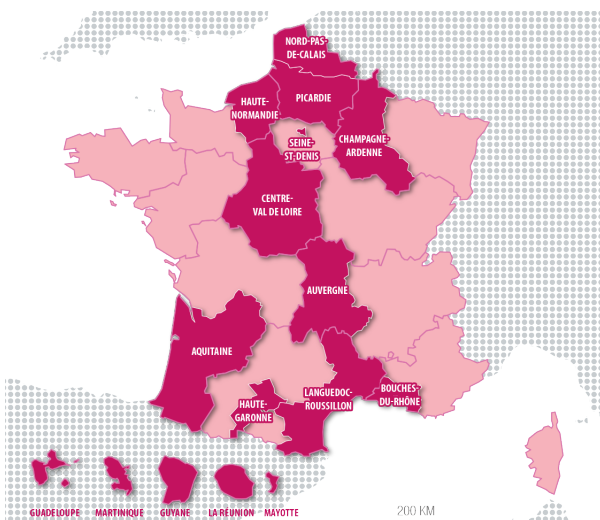 NORD-PAS-
DE-CALAIS
PICARDIE
HAUTE-
NORMANDIE
CHAMPAGNE-
ARDENNE
SEINE-
ST-DENIS
CENTRE-
VAL DE LOIRE
AUVERGNE
AQUITAINE
LANGUEDOC-
ROUSSILLON
BOUCHES-
DU-RHÔNE
HAUTE-
GARONNE
GUADELOUPE
MARTINIQUE
GUYANE
LA REUNION
MAYOTTE
200 KM